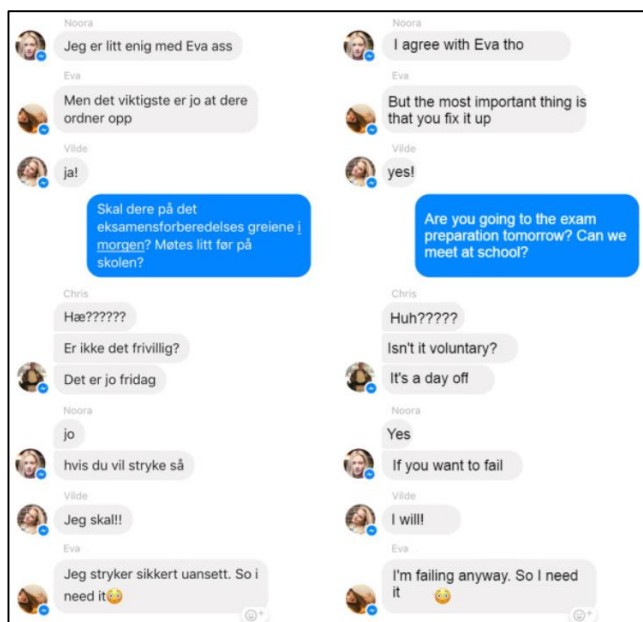 Noora
Jeg er litt enig med Eva ass
Eva
Men det viktigste er jo at dere
ordner opp
Vilde
ja!
Skal dere på det
eksamensforberedelses greiene i
morgen? Møtes litt før på
skolen?
Chris
Hæ??????
Er ikke det frivillig?
Det er jo fridag
Noora
jo
hvis du vil stryke så
Vilde
Jeg skal!!
Eva
Jeg stryker sikkert uansett. So i
need it😳
Noora
I agree with Eva tho
Eva
But the most important thing is
that you fix it up
Vilde
yes!
Are you going to the exam
preparation tomorrow? Can we
meet at school?
Chris
Huh?????
Isn't it voluntary?
It's a day off
Noora
Yes
If you want to fail
Vilde
I will!
Eva
I'm failing anyway. So I need
it 😳